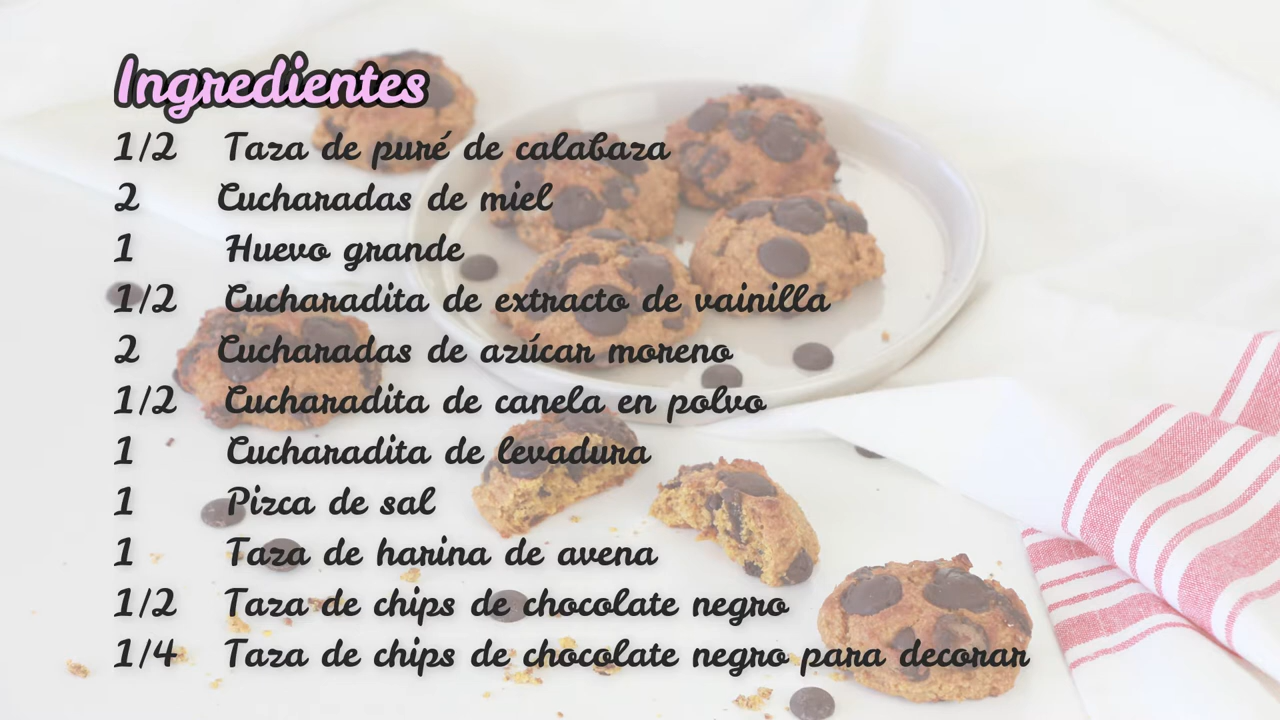 Ingredientes
1/2 Taza de puré de calabaza
2 Cucharadas de miel
1 Huevo grande
1/2 Cucharadita de extracto de vainilla
2 Cucharadas de azúcar moreno
1/2 Cucharadita de canela en polvo
1 Cucharadita de levadura
1 Pizca de sal
1 Taza de harina de avena
1/2 Taza de chips de chocolate negro
1/4 Taza de chips de chocolate negro para decorar